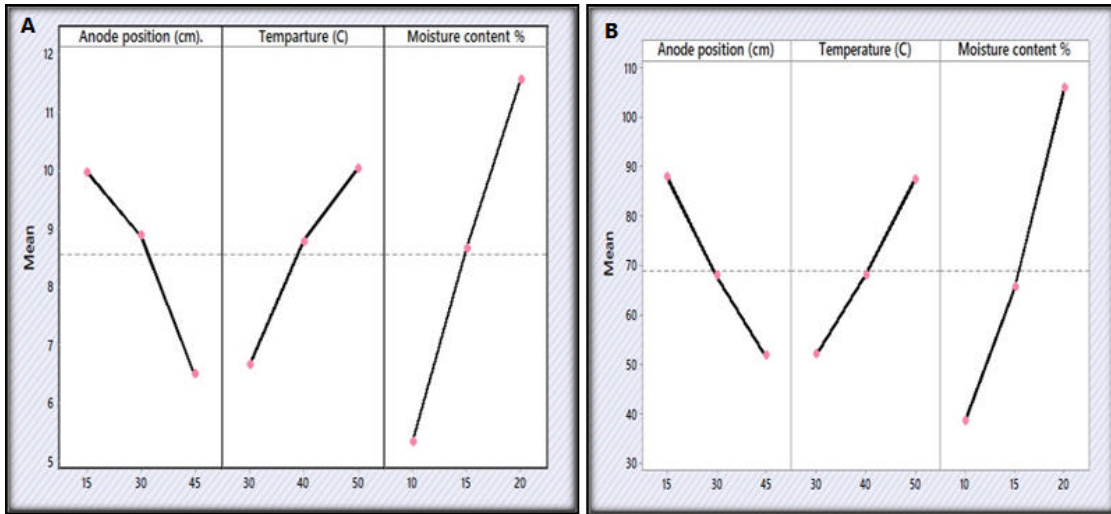 A
Anode position (cm). Temparture (C) Moisture content %
12
11
10
9
8
7
6
5
Mean
15 30 45 30 40 50 10 15 20
B
Anode position (cm) Temperature (C) Moisture content %
110
100
90
80
70
60
50
40
30
Mean
15 30 45 30 40 50 10 15 20